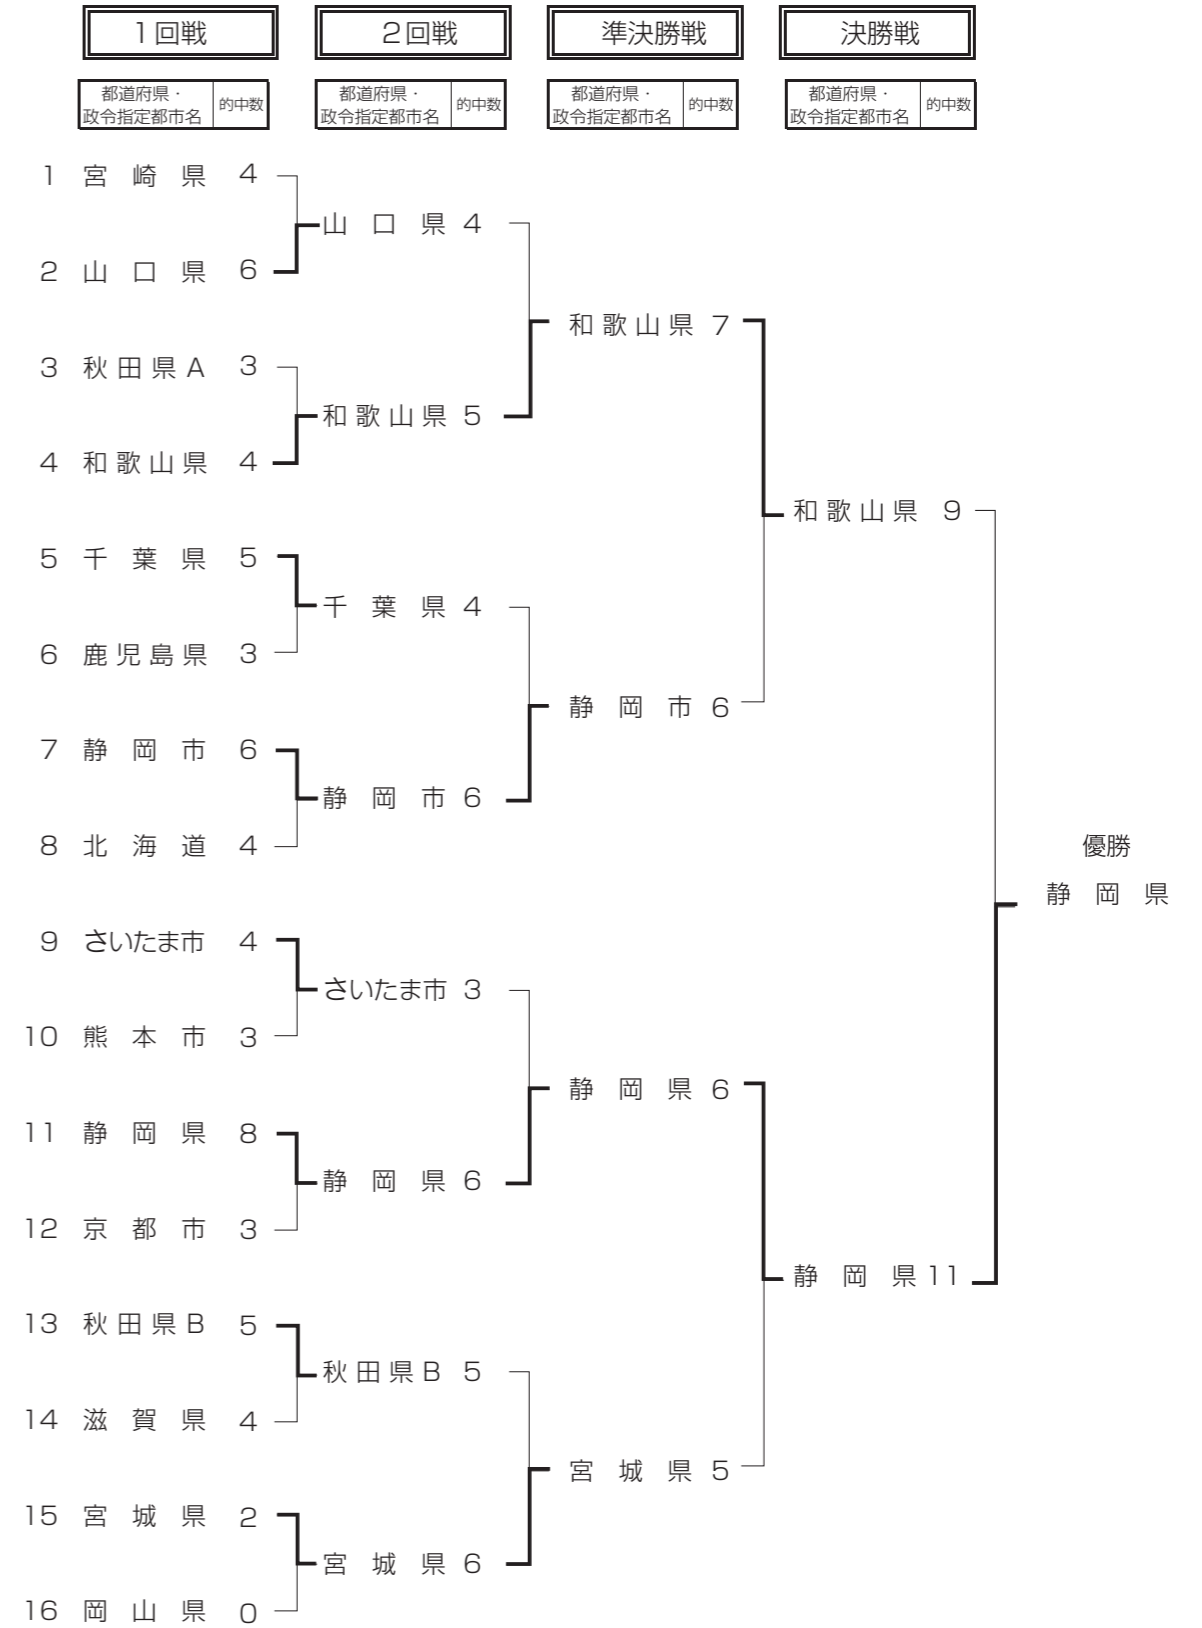 1回戦 2回戦 準決勝戦 決勝戦
都道府県・ 都道府県・ 都道府県・ 都道府県・
政令指定都市名 的中数 政令指定都市名 的中数 政令指定都市名 的中数 政令指定都市名 的中数
1 宮崎県 4
山口県 4
2 山口県 6
和歌山県 7
3 秋田県A 3
和歌山県 5
4 和歌山県 4
和歌山県 9
5 千葉県 5
千葉県 4
6 鹿児島県 3
静岡市 6
7 静岡市 6
静岡市 6
8 北海道 4
優勝
静岡県
9 さいたま市 4
さいたま市 3
10 熊本市 3
静岡県 6
11 静岡県 8
静岡県 6
12 京都市 3
静岡県 11
13 秋田県B 5
秋田県B 5
14 滋賀県 4
宮城県 5
15 宮城県 2
宮城県 6
16 岡山県 0